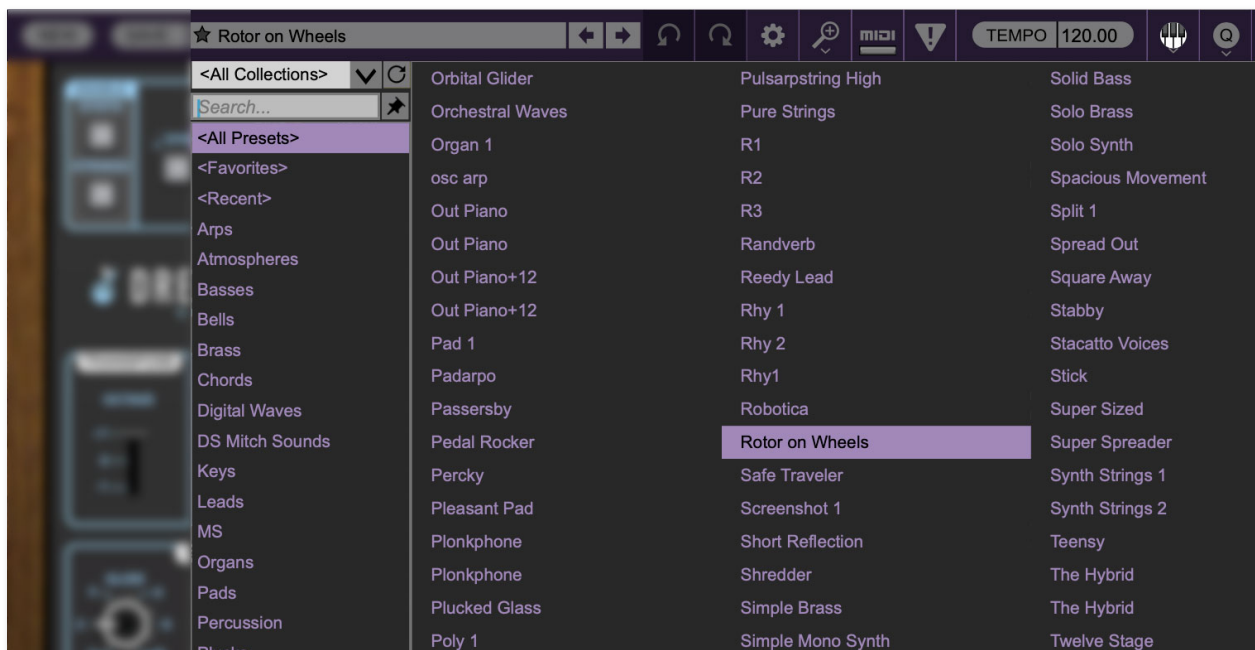 Rotor on Wheels
MIDI
TEMPO 120.00
Q
<All Collections>
Search...
<All Presets>
<Favorites>
<Recent>
Arps
Atmospheres
Basses
Bells
Brass
Chords
Digital Waves
DS Mitch Sounds
Keys
Leads
MS
Organs
Pads
Percussion
Orbital Glider
Orchestral Waves
Organ 1
osc arp
Out Piano
Out Piano
Out Piano+12
Out Piano+12
Pad 1
Padarpo
Passersby
Pedal Rocker
Percky
Pleasant Pad
Plonkphone
Plonkphone
Plucked Glass
Poly 1
Pulsarpstring High
Pure Strings
R1
R2
R3
Randverb
Reedy Lead
Rhy 1
Rhy 2
Rhy1
Robotica
Rotor on Wheels
Safe Traveler
Screenshot 1
Short Reflection
Shredder
Simple Brass
Simple Mono Synth
Solid Bass
Solo Brass
Solo Synth
Spacious Movement
Split 1
Spread Out
Square Away
Stabby
Stacatto Voices
Stick
Super Sized
Super Spreader
Synth Strings 1
Synth Strings 2
Teensy
The Hybrid
The Hybrid
Twelve Stage